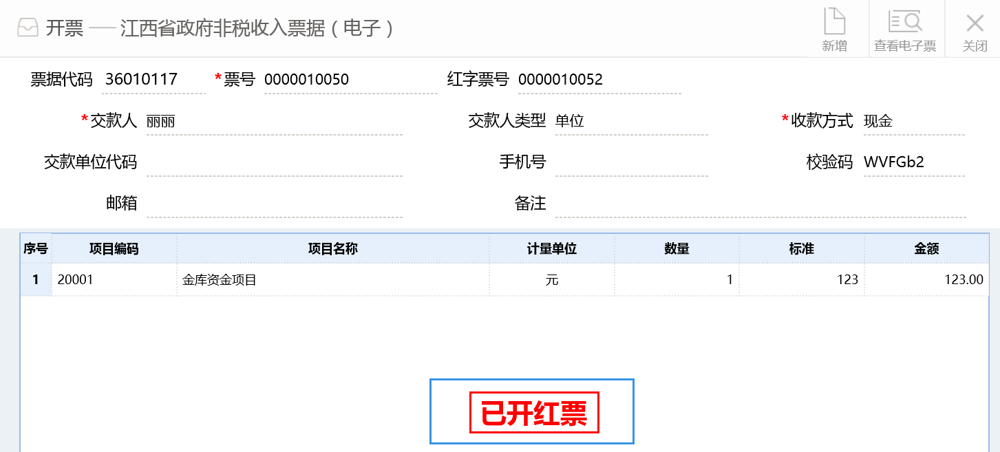 开票 —— 江西省政府非税收入票据（电子）
新增 查看电子票 关闭
票据代码 36010117 *票号 0000010050 红字票号 0000010052
*交款人 丽丽 交款人类型 单位 *收款方式 现金
交款单位代码 手机号 校验码 WVFGb2
邮箱 备注
序号 项目编码 项目名称 计量单位 数量 标准 金额
1 20001 金库资金项目 元 1 123 123.00
已开红票